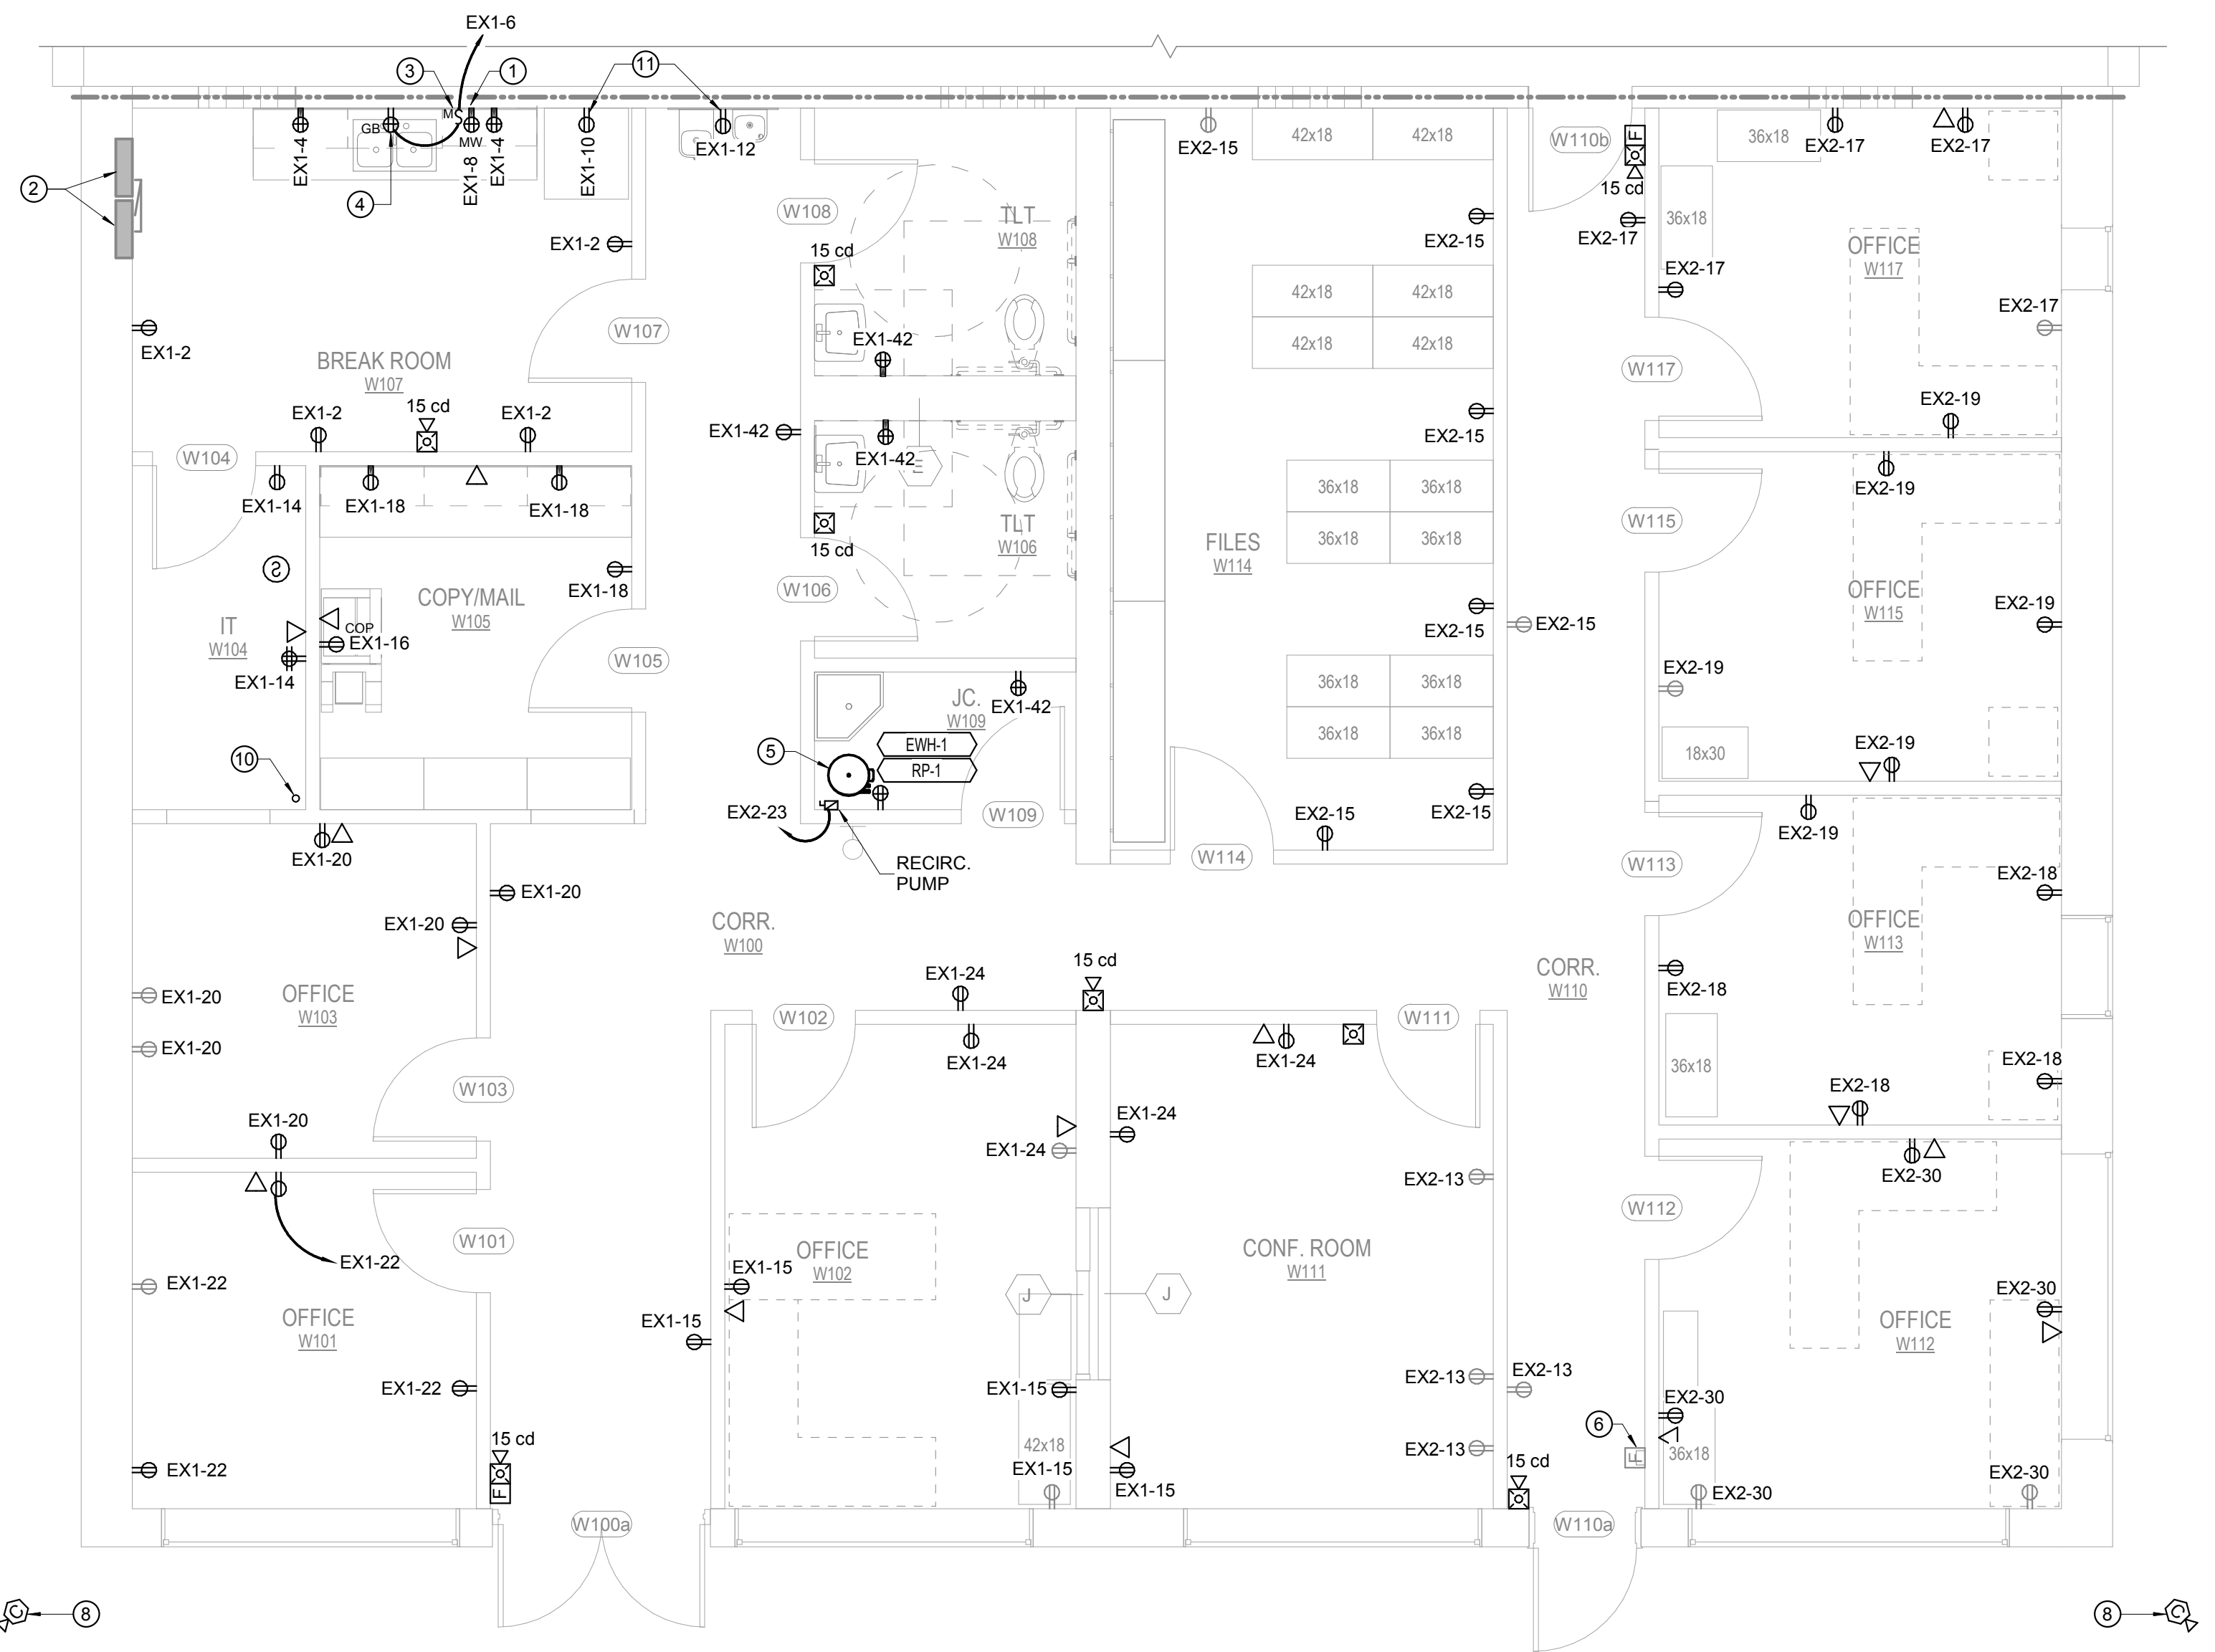 EX1-6
3
1
11
M
S
GB
MW
EX1-4
EX1-8
EX1-4
EX1-10
EX1-12
2
4
EX1-2
EX1-2
BREAK ROOM
W107
EX1-2
15 cd
EX1-2
W107
W104
W108
15 cd
TLT
W108
EX1-42
EX1-42
EX1-42
E
15 cd
TLT
W106
W106
EX2-15
42x18
42x18
EX2-15
42x18
42x18
42x18
42x18
EX2-15
36x18
36x18
36x18
36x18
FILES
W114
EX2-15
EX2-15
36x18
36x18
36x18
36x18
EX2-15
EX2-15
W114
W110b
F
15 cd
EX2-17
36x18
EX2-17
EX2-17
36x18
EX2-17
OFFICE
W117
EX2-17
W117
EX2-19
EX2-19
W115
OFFICE
W115
EX2-19
EX2-19
18x30
EX2-19
EX2-19
W113
EX2-18
OFFICE
W113
EX2-18
36x18
EX2-18
EX2-18
EX1-14
EX1-18
EX1-18
S
EX1-18
COPY/MAIL
W105
COP
EX1-16
IT
W104
EX1-14
W105
10
JC.
W109
EX1-42
5
EWH-1
RP-1
EX2-23
W109
RECIRC.
PUMP
EX1-20
EX1-20
EX1-20
CORR.
W100
EX1-20
OFFICE
W103
EX1-20
W103
EX1-20
EX1-22
W101
EX1-22
OFFICE
W101
EX1-22
EX1-22
15 cd
F
W100a
EX1-24
15 cd
W102
EX1-24
EX1-24
EX1-24
W111
EX1-24
EX2-13
OFFICE
W102
EX1-15
EX1-15
J
J
CONF. ROOM
W111
EX1-15
42x18
EX1-15
EX1-15
EX2-13
EX2-13
EX2-13
15 cd
CORR.
W110
EX2-30
W112
EX2-30
OFFICE
W112
EX2-30
6
F
36x18
EX2-30
EX2-30
W110a
8
C
8
C